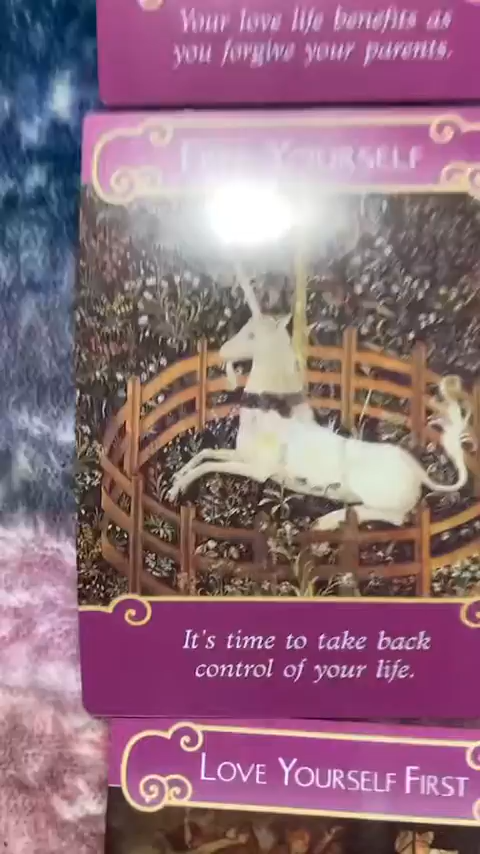 Your love life benefits as
you forgive your parents.
FREE YOURSELF
It's time to take back
control of your life.
LOVE YOURSELF FIRST